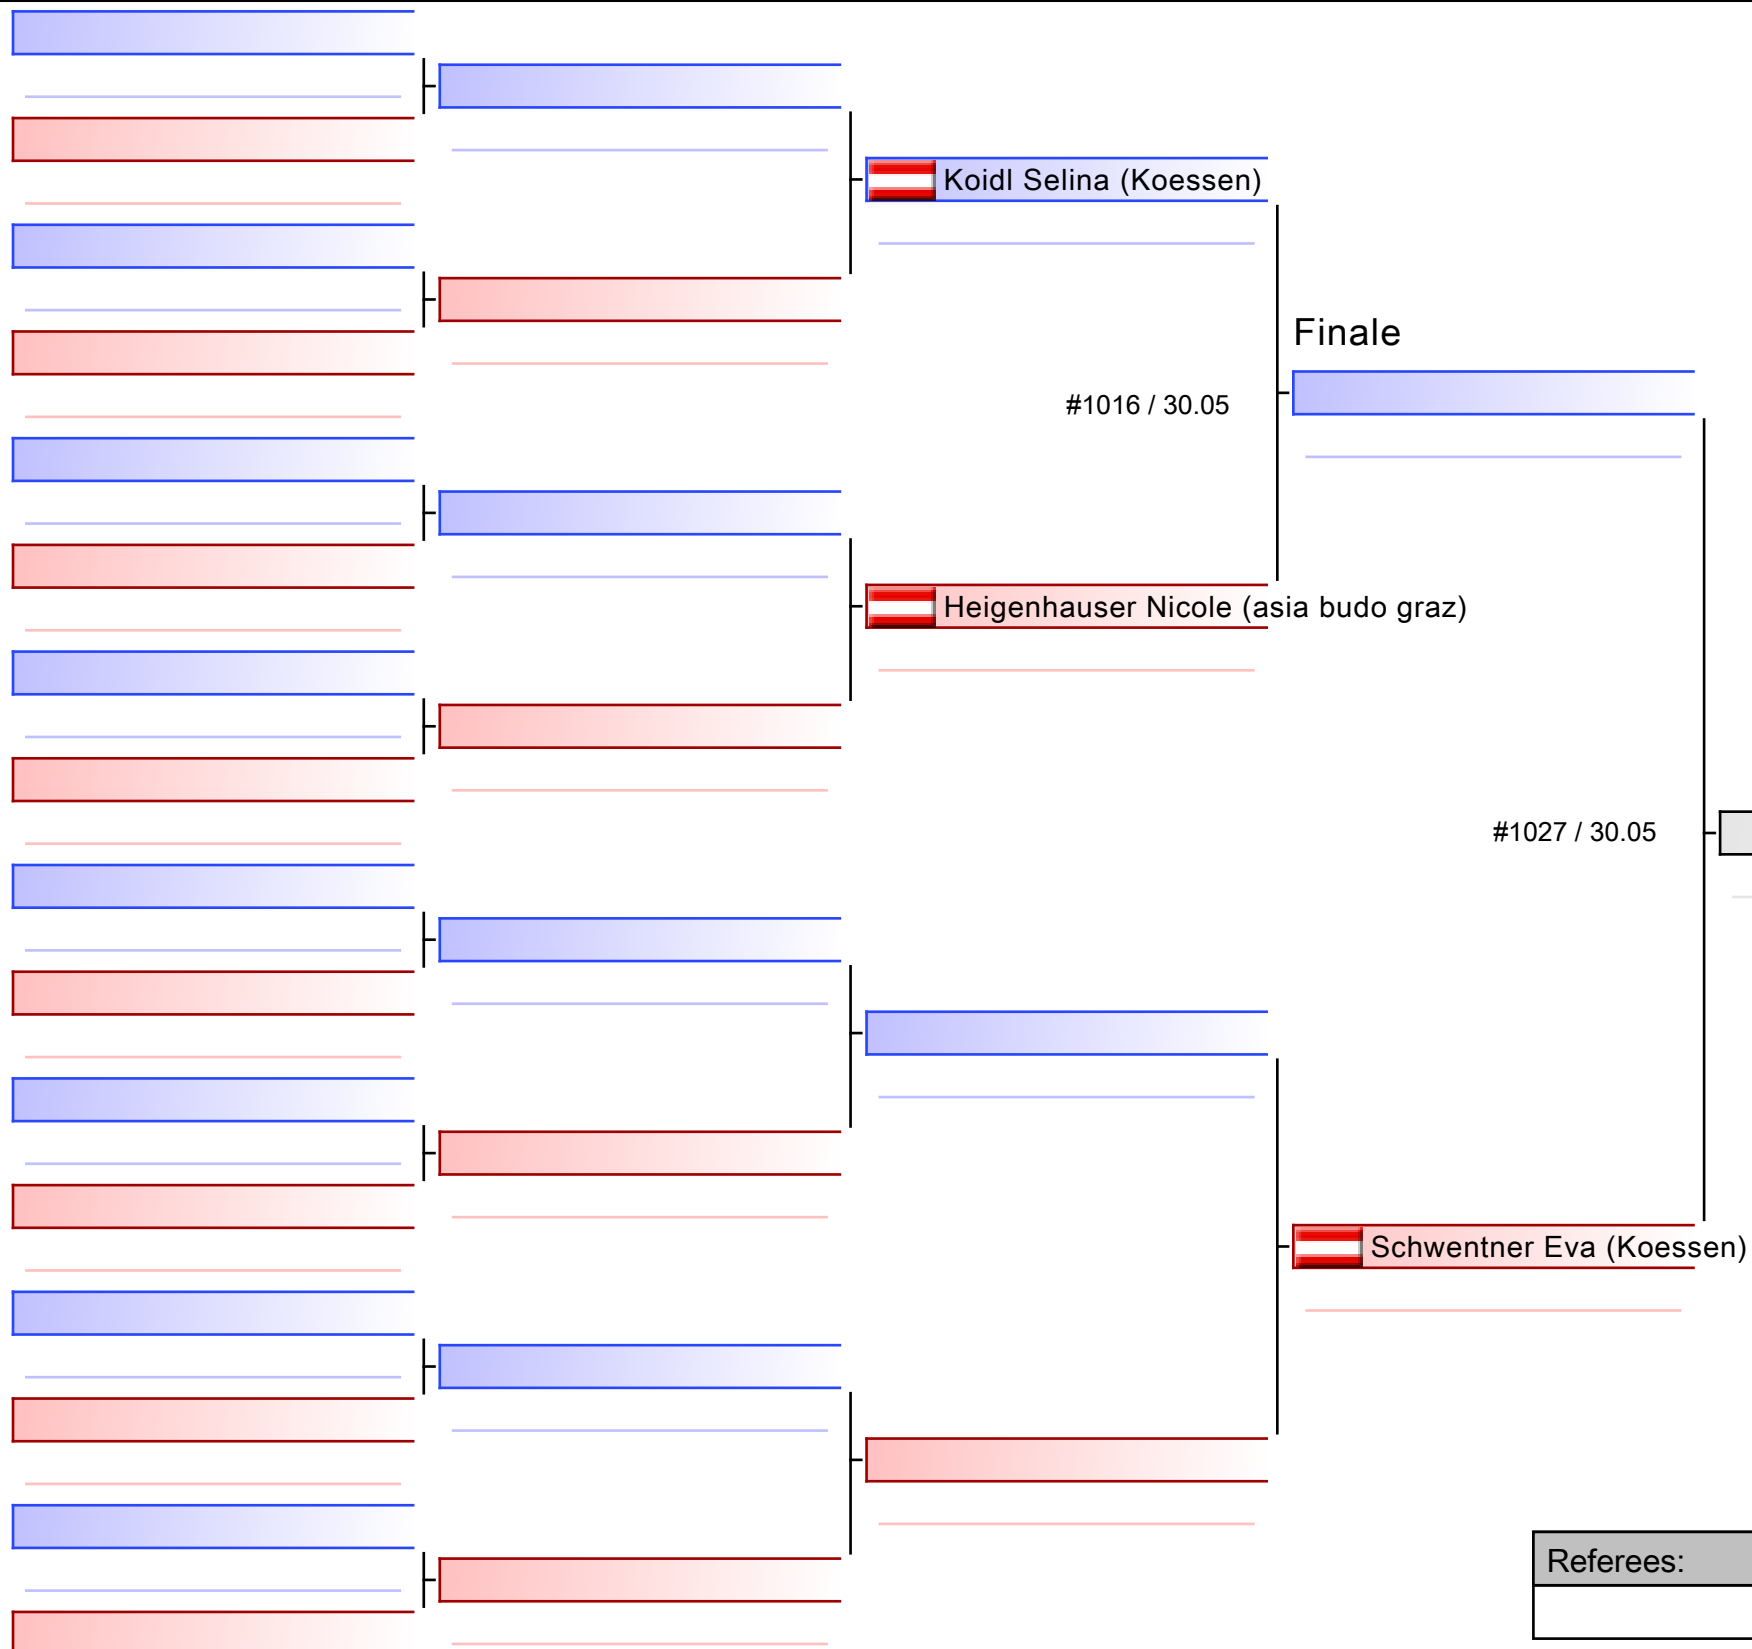 Koidl Selina (Koessen)
Finale
#1016 / 30.05
Heigenhauser Nicole (asia budo graz)
#1027 / 30.05
Schwentner Eva (Koessen)
Referees: